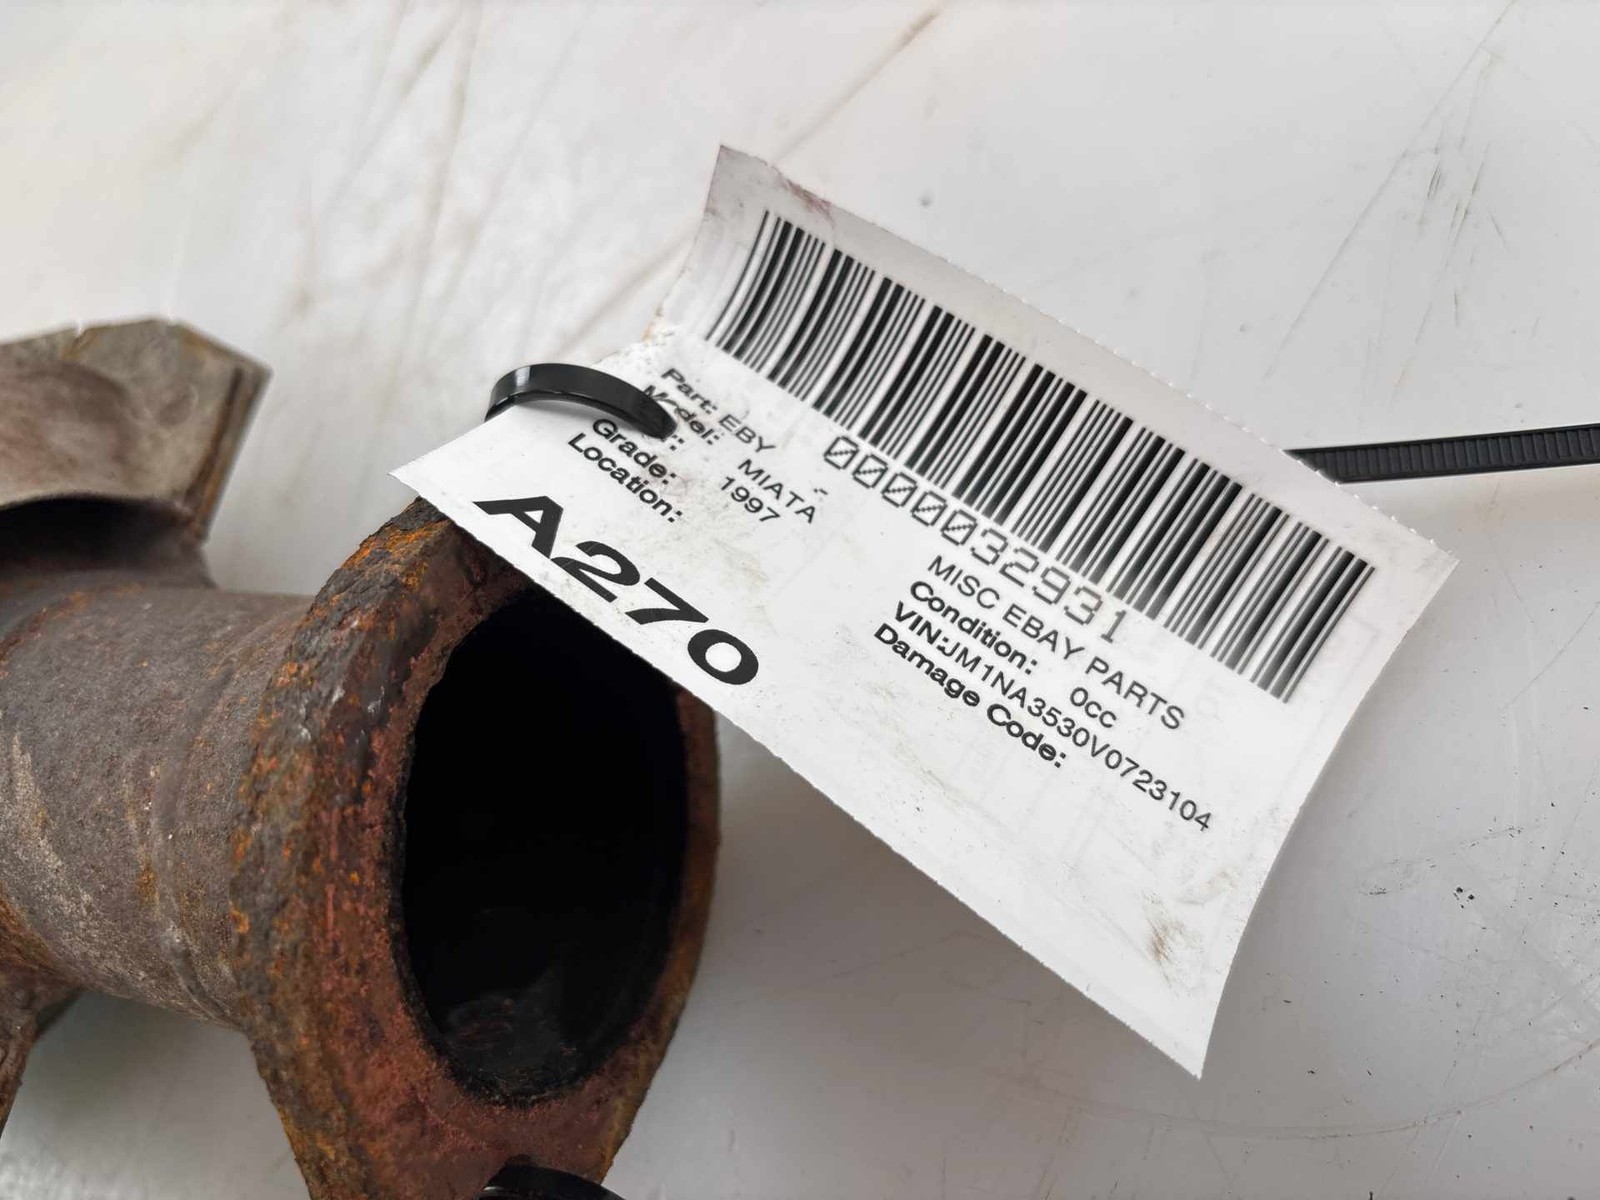 0000032931
Part: EBY - MISC EBAY PARTS
Model: MIATA Condition: 0cc
1997 VIN:JM1NA3530V0723104
Grade: Damage Code:
Location:
A270